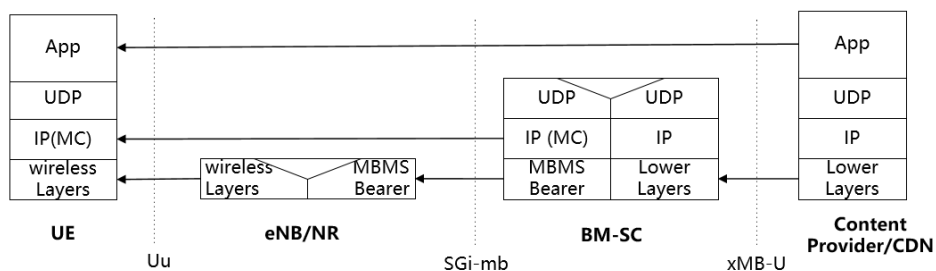 App
App
UDP
UDP
UDP
UDP
IP(MC)
IP (MC)
IP
IP
wireless
Layers
wireless
Layers
MBMS
Bearer
MBMS
Bearer
Lower
Layers
Lower
Layers
UE
eNB/NR
BM-SC
Content
Provider/CDN
Uu
SGi-mb
xMB-U